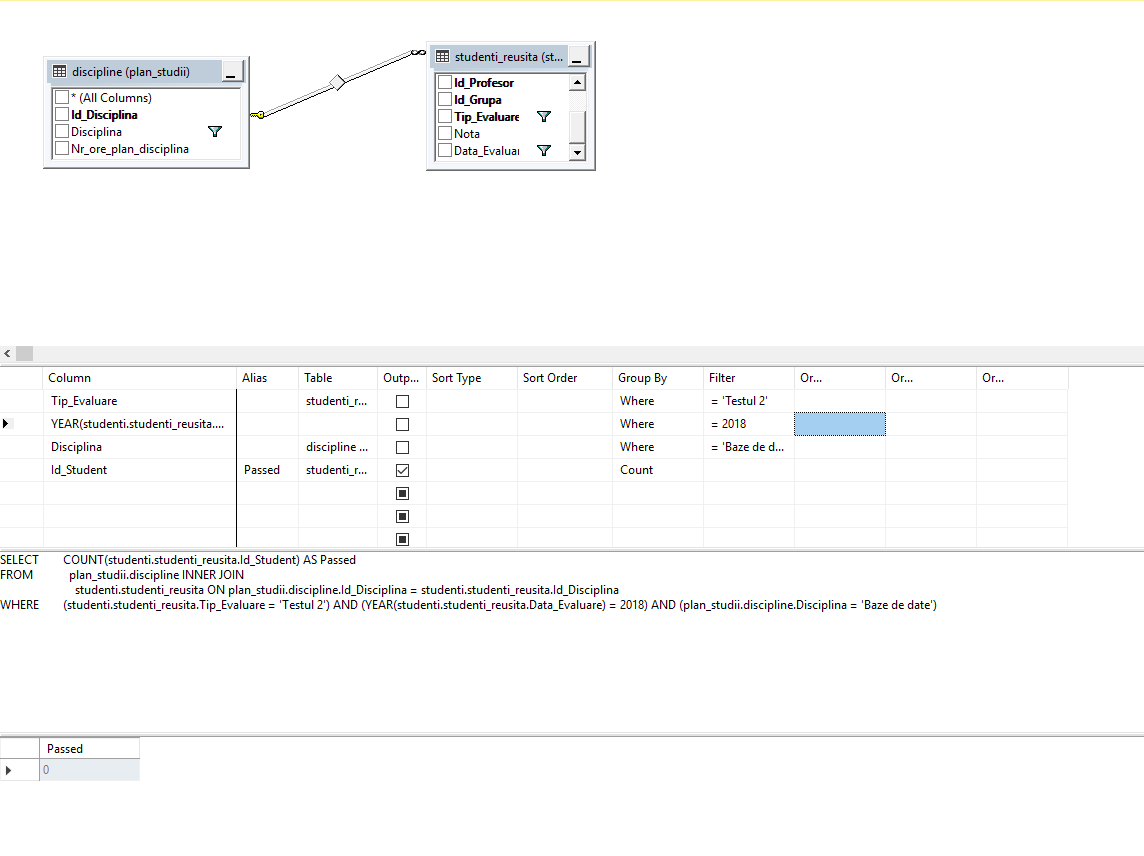 discipline (plan_studii)
* (All Columns)
Id_Disciplina
Disciplina
Nr_ore_plan_disciplina
studenti_reusita (st...
Id_Profesor
Id_Grupa
Tip_Evaluare
Nota
Data_Evaluar
Column Alias Table Outp... Sort Type Sort Order Group By Filter Or... Or... Or...
Tip_Evaluare studenti_r... Where = 'Testul 2'
YEAR(studenti.studenti_reusita.... Where = 2018
Disciplina discipline ... Where = 'Baze de d...
Id_Student Passed studenti_r... Count
SELECT COUNT(studenti.studenti_reusita.Id_Student) AS Passed
FROM plan_studii.discipline INNER JOIN
studenti.studenti_reusita ON plan_studii.discipline.Id_Disciplina = studenti.studenti_reusita.Id_Disciplina
WHERE (studenti.studenti_reusita.Tip_Evaluare = 'Testul 2') AND (YEAR(studenti.studenti_reusita.Data_Evaluare) = 2018) AND (plan_studii.discipline.Disciplina = 'Baze de date')
Passed
0